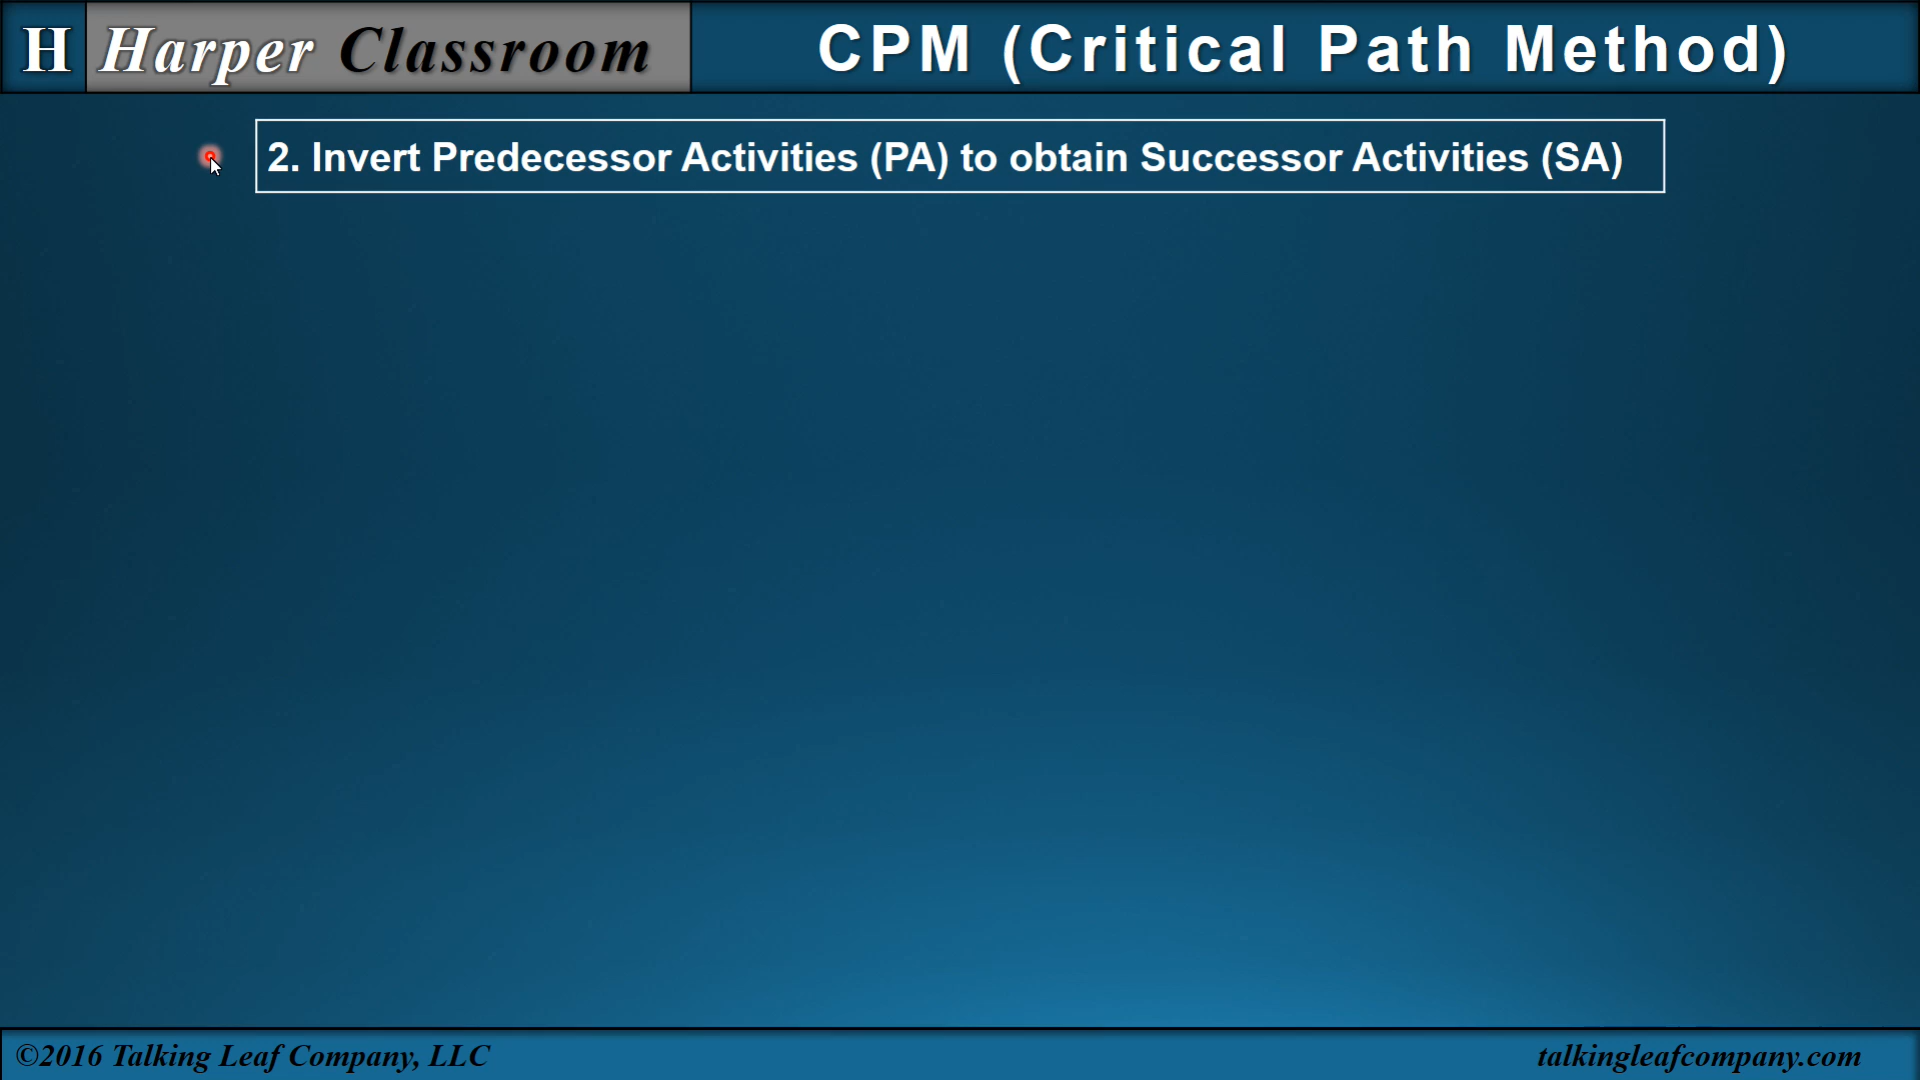 H Harper Classroom
CPM (Critical Path Method)
2. Invert Predecessor Activities (PA) to obtain Successor Activities (SA)
©2016 Talking Leaf Company, LLC
talkingleafcompany.com